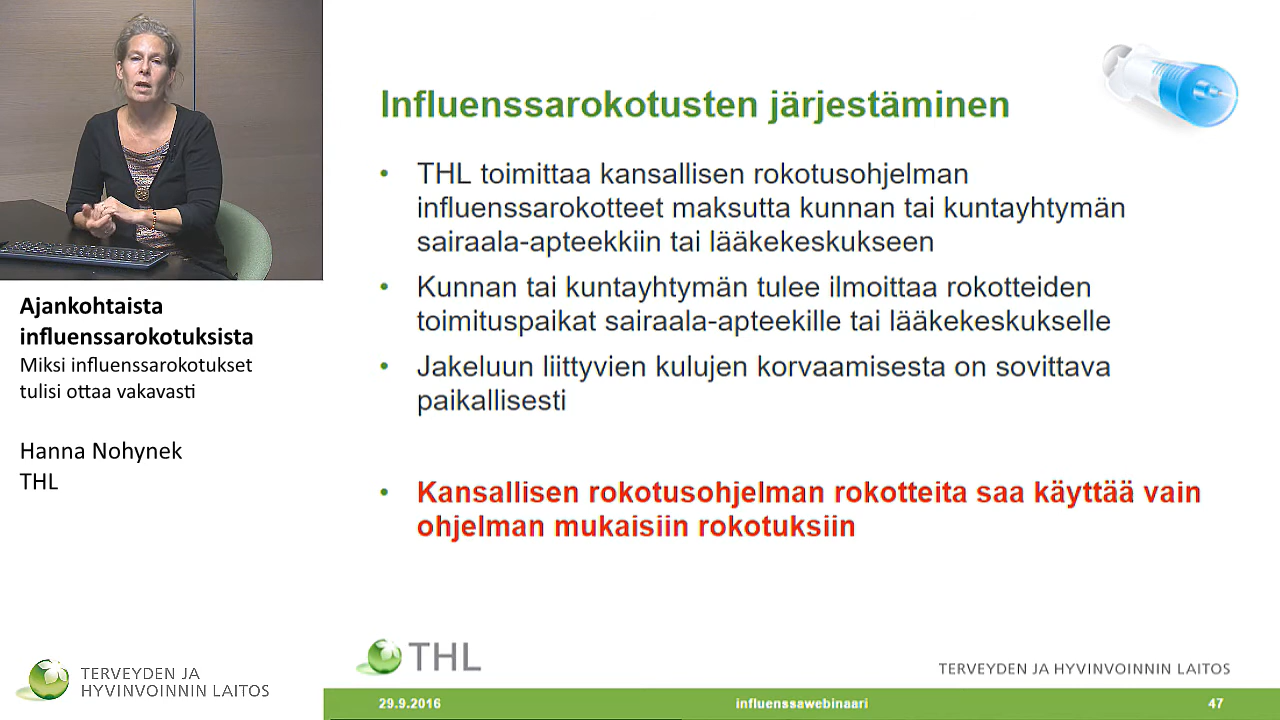 Ajankohtaista
influenssarokotuksista
Miksi influenssarokotukset
tulisi ottaa vakavasti
Hanna Nohynek
THL
TERVEYDEN JA
HYVINVOINNIN LAITOS
Influenssarokotusten järjestäminen
• THL toimittaa kansallisen rokotusohjelman
influenssarokotteet maksutta kunnan tai kuntayhtymän
sairaala-apteekkiin tai lääkekeskukseen
• Kunnan tai kuntayhtymän tulee ilmoittaa rokotteiden
toimituspaikat sairaala-apteekille tai lääkekeskukselle
• Jakeluun liittyvien kulujen korvaamisesta on sovittava
paikallisesti
• Kansallisen rokotusohjelman rokotteita saa käyttää vain
ohjelman mukaisiin rokotuksiin
THL
TERVEYDEN JA HYVINVOINNIN LAITOS
29.9.2016
influenssawebinaari
47